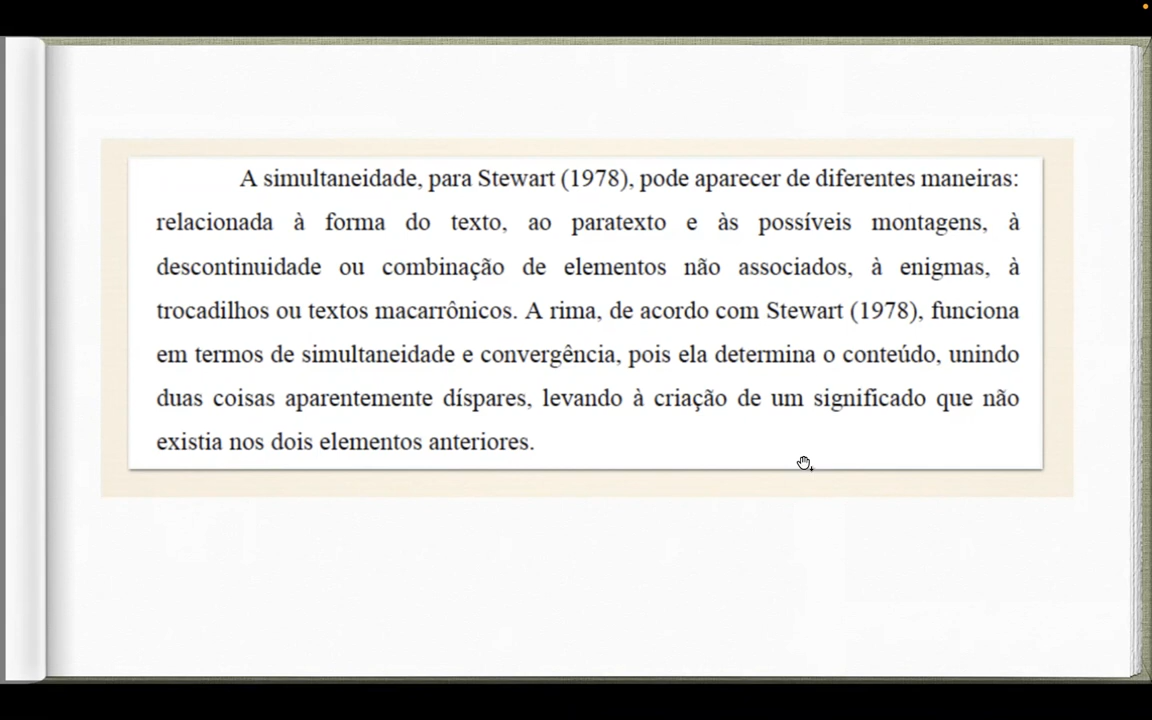 A simultaneidade, para Stewart (1978), pode aparecer de diferentes maneiras:
relacionada à forma do texto, ao paratexto e às possíveis montagens, à
descontinuidade ou combinação de elementos não associados, à enigmas, à
trocadilhos ou textos macarrônicos. A rima, de acordo com Stewart (1978), funciona
em termos de simultaneidade e convergência, pois ela determina o conteúdo, unindo
duas coisas aparentemente díspares, levando à criação de um significado que não
existia nos dois elementos anteriores.